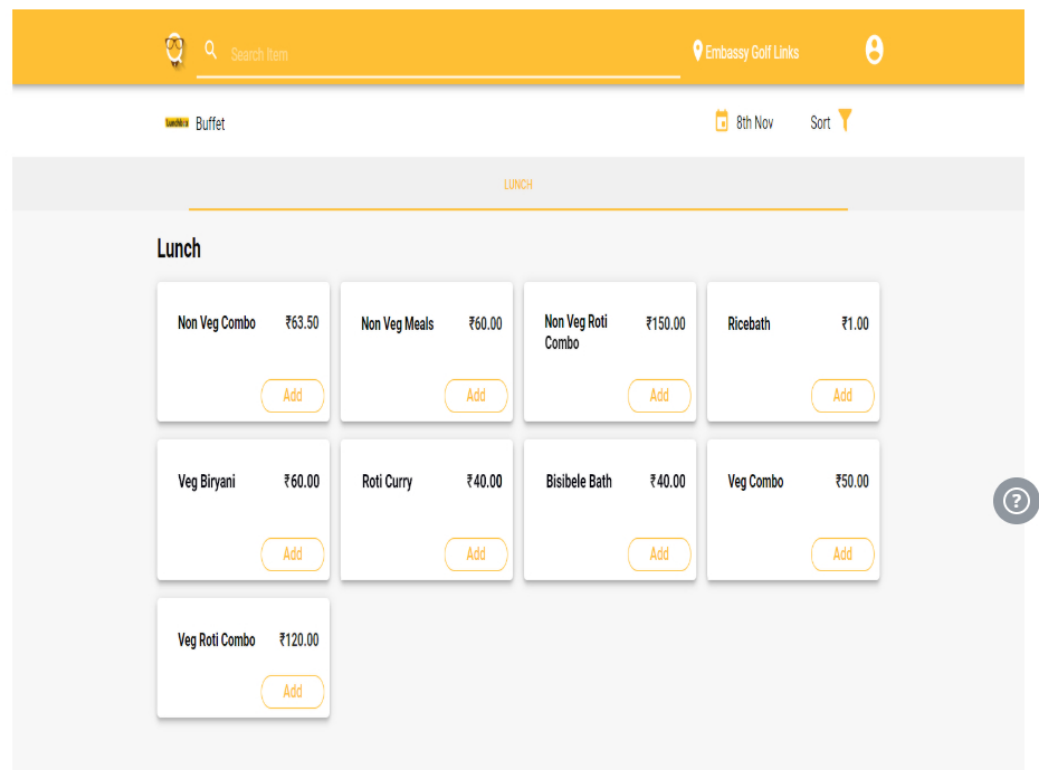 Search Item
Embassy Golf Links
Buffet
8th Nov
Sort
LUNCH
Lunch
Non Veg Combo ₹63.50
Add
Non Veg Meals ₹60.00
Add
Non Veg Roti ₹150.00
Combo
Add
Ricebath ₹1.00
Add
Veg Biryani ₹60.00
Add
Roti Curry ₹40.00
Add
Bisibele Bath ₹40.00
Add
Veg Combo ₹50.00
Add
Veg Roti Combo ₹120.00
Add
?